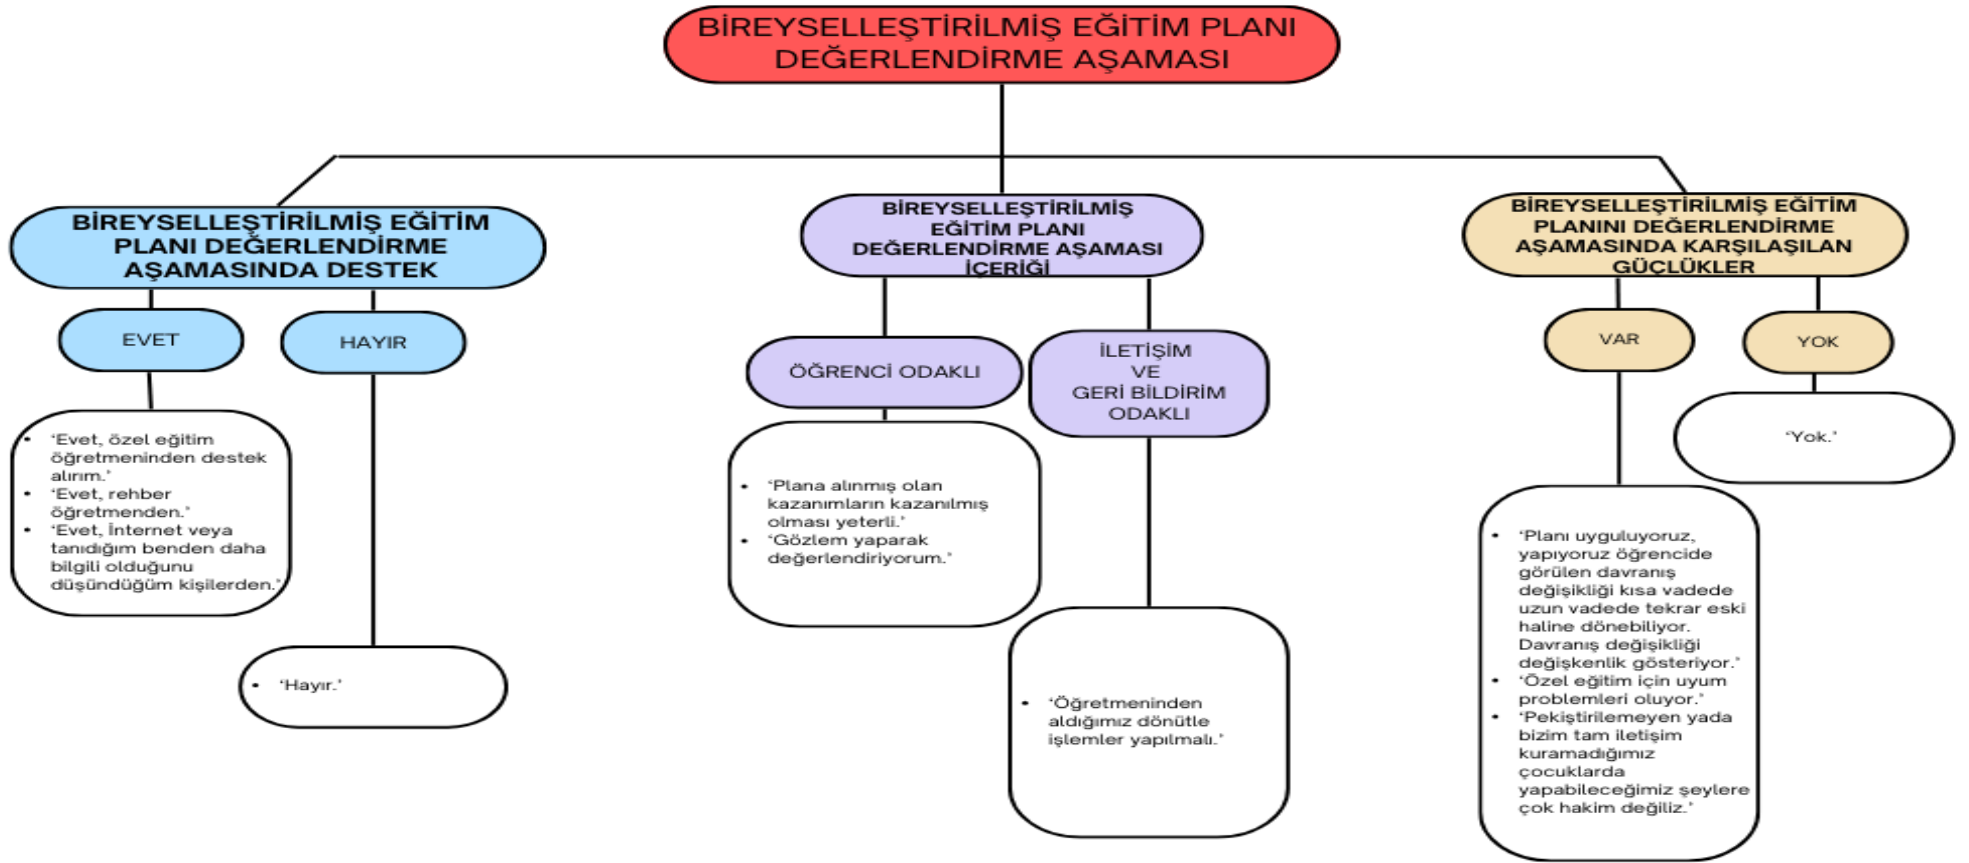 BİREYSELLEŞTİRİLMİŞ EĞİTİM PLANI
DEĞERLENDİRME AŞAMASI
BİREYSELLEŞTİRİLMİŞ EĞİTİM
PLANI DEĞERLENDİRME
AŞAMASINDA DESTEK
EVET
HAYIR
• ‘Evet, özel eğitim
öğretmeninden destek
alırım.’
• ‘Evet, rehber
öğretmenden.’
• ‘Evet, İnternet veya
tanıdığım benden daha
bilgili olduğunu
düşündüğüm kişilerden.’
• ‘Hayır.’
BİREYSELLEŞTİRİLMİŞ
EĞİTİM PLANI
DEĞERLENDİRME AŞAMASI
İÇERİĞİ
ÖĞRENCİ ODAKLI
İLETİŞİM
VE
GERİ BİLDİRİM
ODAKLI
• ‘Plana alınmış olan
kazanımların kazanılmış
olması yeterli.’
• ‘Gözlem yaparak
değerlendiriyorum.’
• ‘Öğretmeninden
aldığımız dönütle
işlemler yapılmalı.’
BİREYSELLEŞTİRİLMİŞ EĞİTİM
PLANINI DEĞERLENDİRME
AŞAMASINDA KARŞILAŞILAN
GÜÇLÜKLER
VAR
YOK
‘Yok.’
• ‘Planı uyguluyoruz,
yapıyoruz öğrencide
görülen davranış
değişikliği kısa vadede
uzun vadede tekrar eski
haline dönebiliyor.
Davranış değişikliği
değişkenlik gösteriyor.’
• ‘Özel eğitim için uyum
problemleri oluyor.’
• ‘Pekiştirilemeyen yada
bizim tam iletişim
kuramadığımız
çocuklarda
yapabileceğimiz şeylere
çok hakim değiliz.’